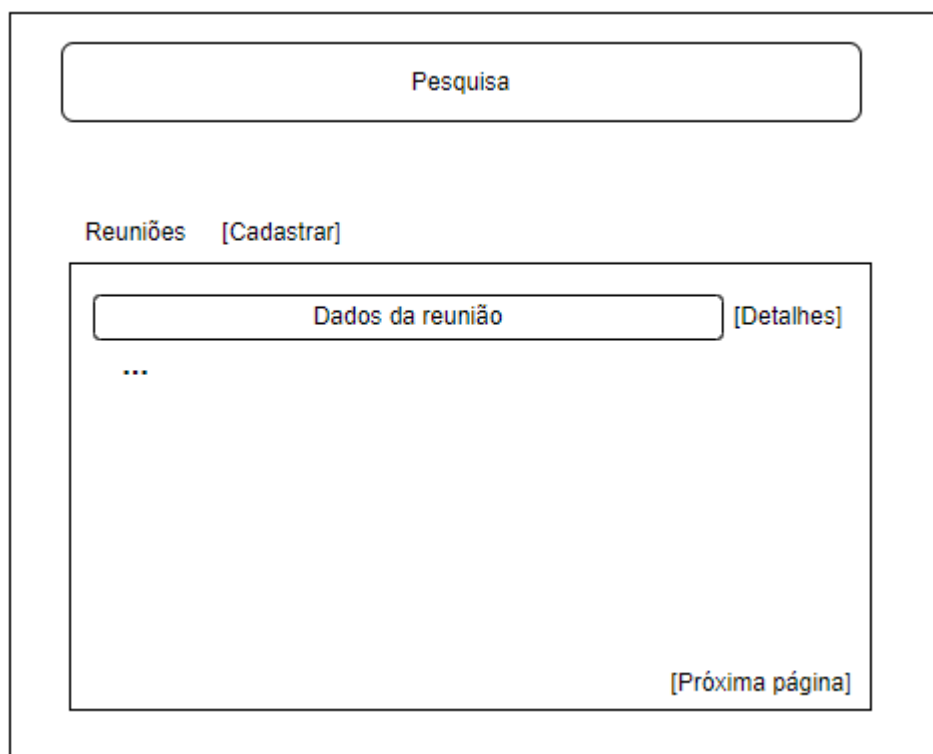 Pesquisa
Reuniões [Cadastrar]
Dados da reunião [Detalhes]
...
[Próxima página]